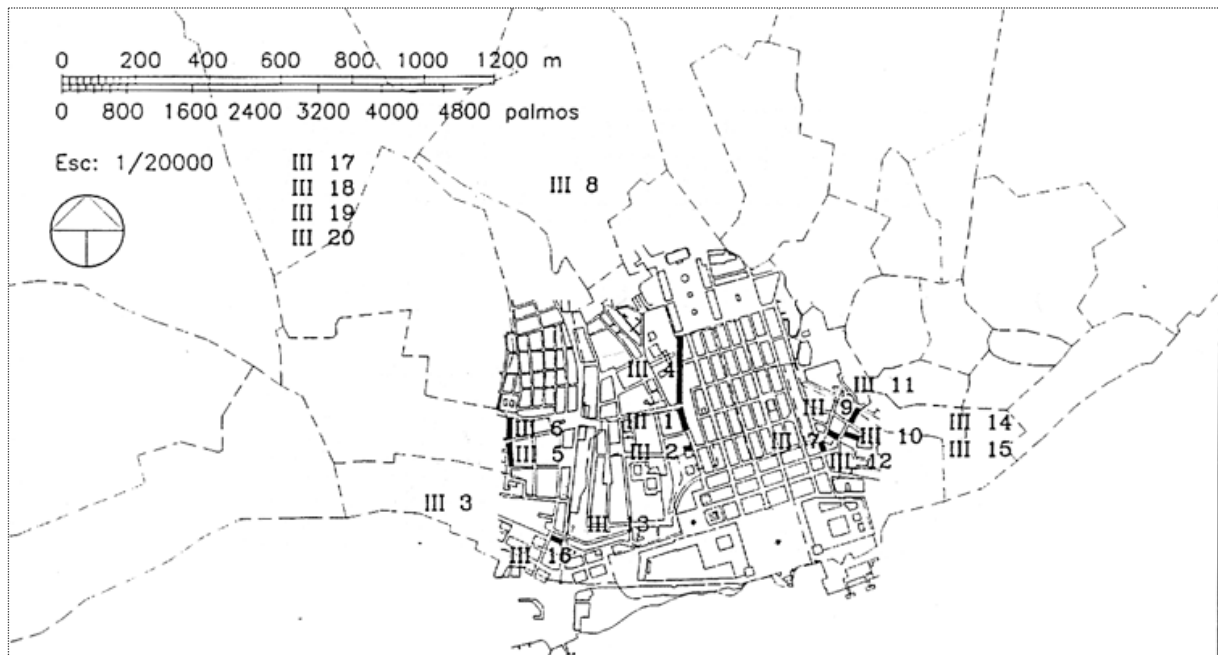 0 200 400 600 800 1000 1200 m
0 800 1600 2400 3200 4000 4800 palmos
Esc: 1/20000
III 17
III 18
III 19
III 20
III 8
III 4
III 11
III 9
III 1
III 6
III 14
III 10
III 7
III 2
III 5
III 15
III 12
III 3
III 13
III 16